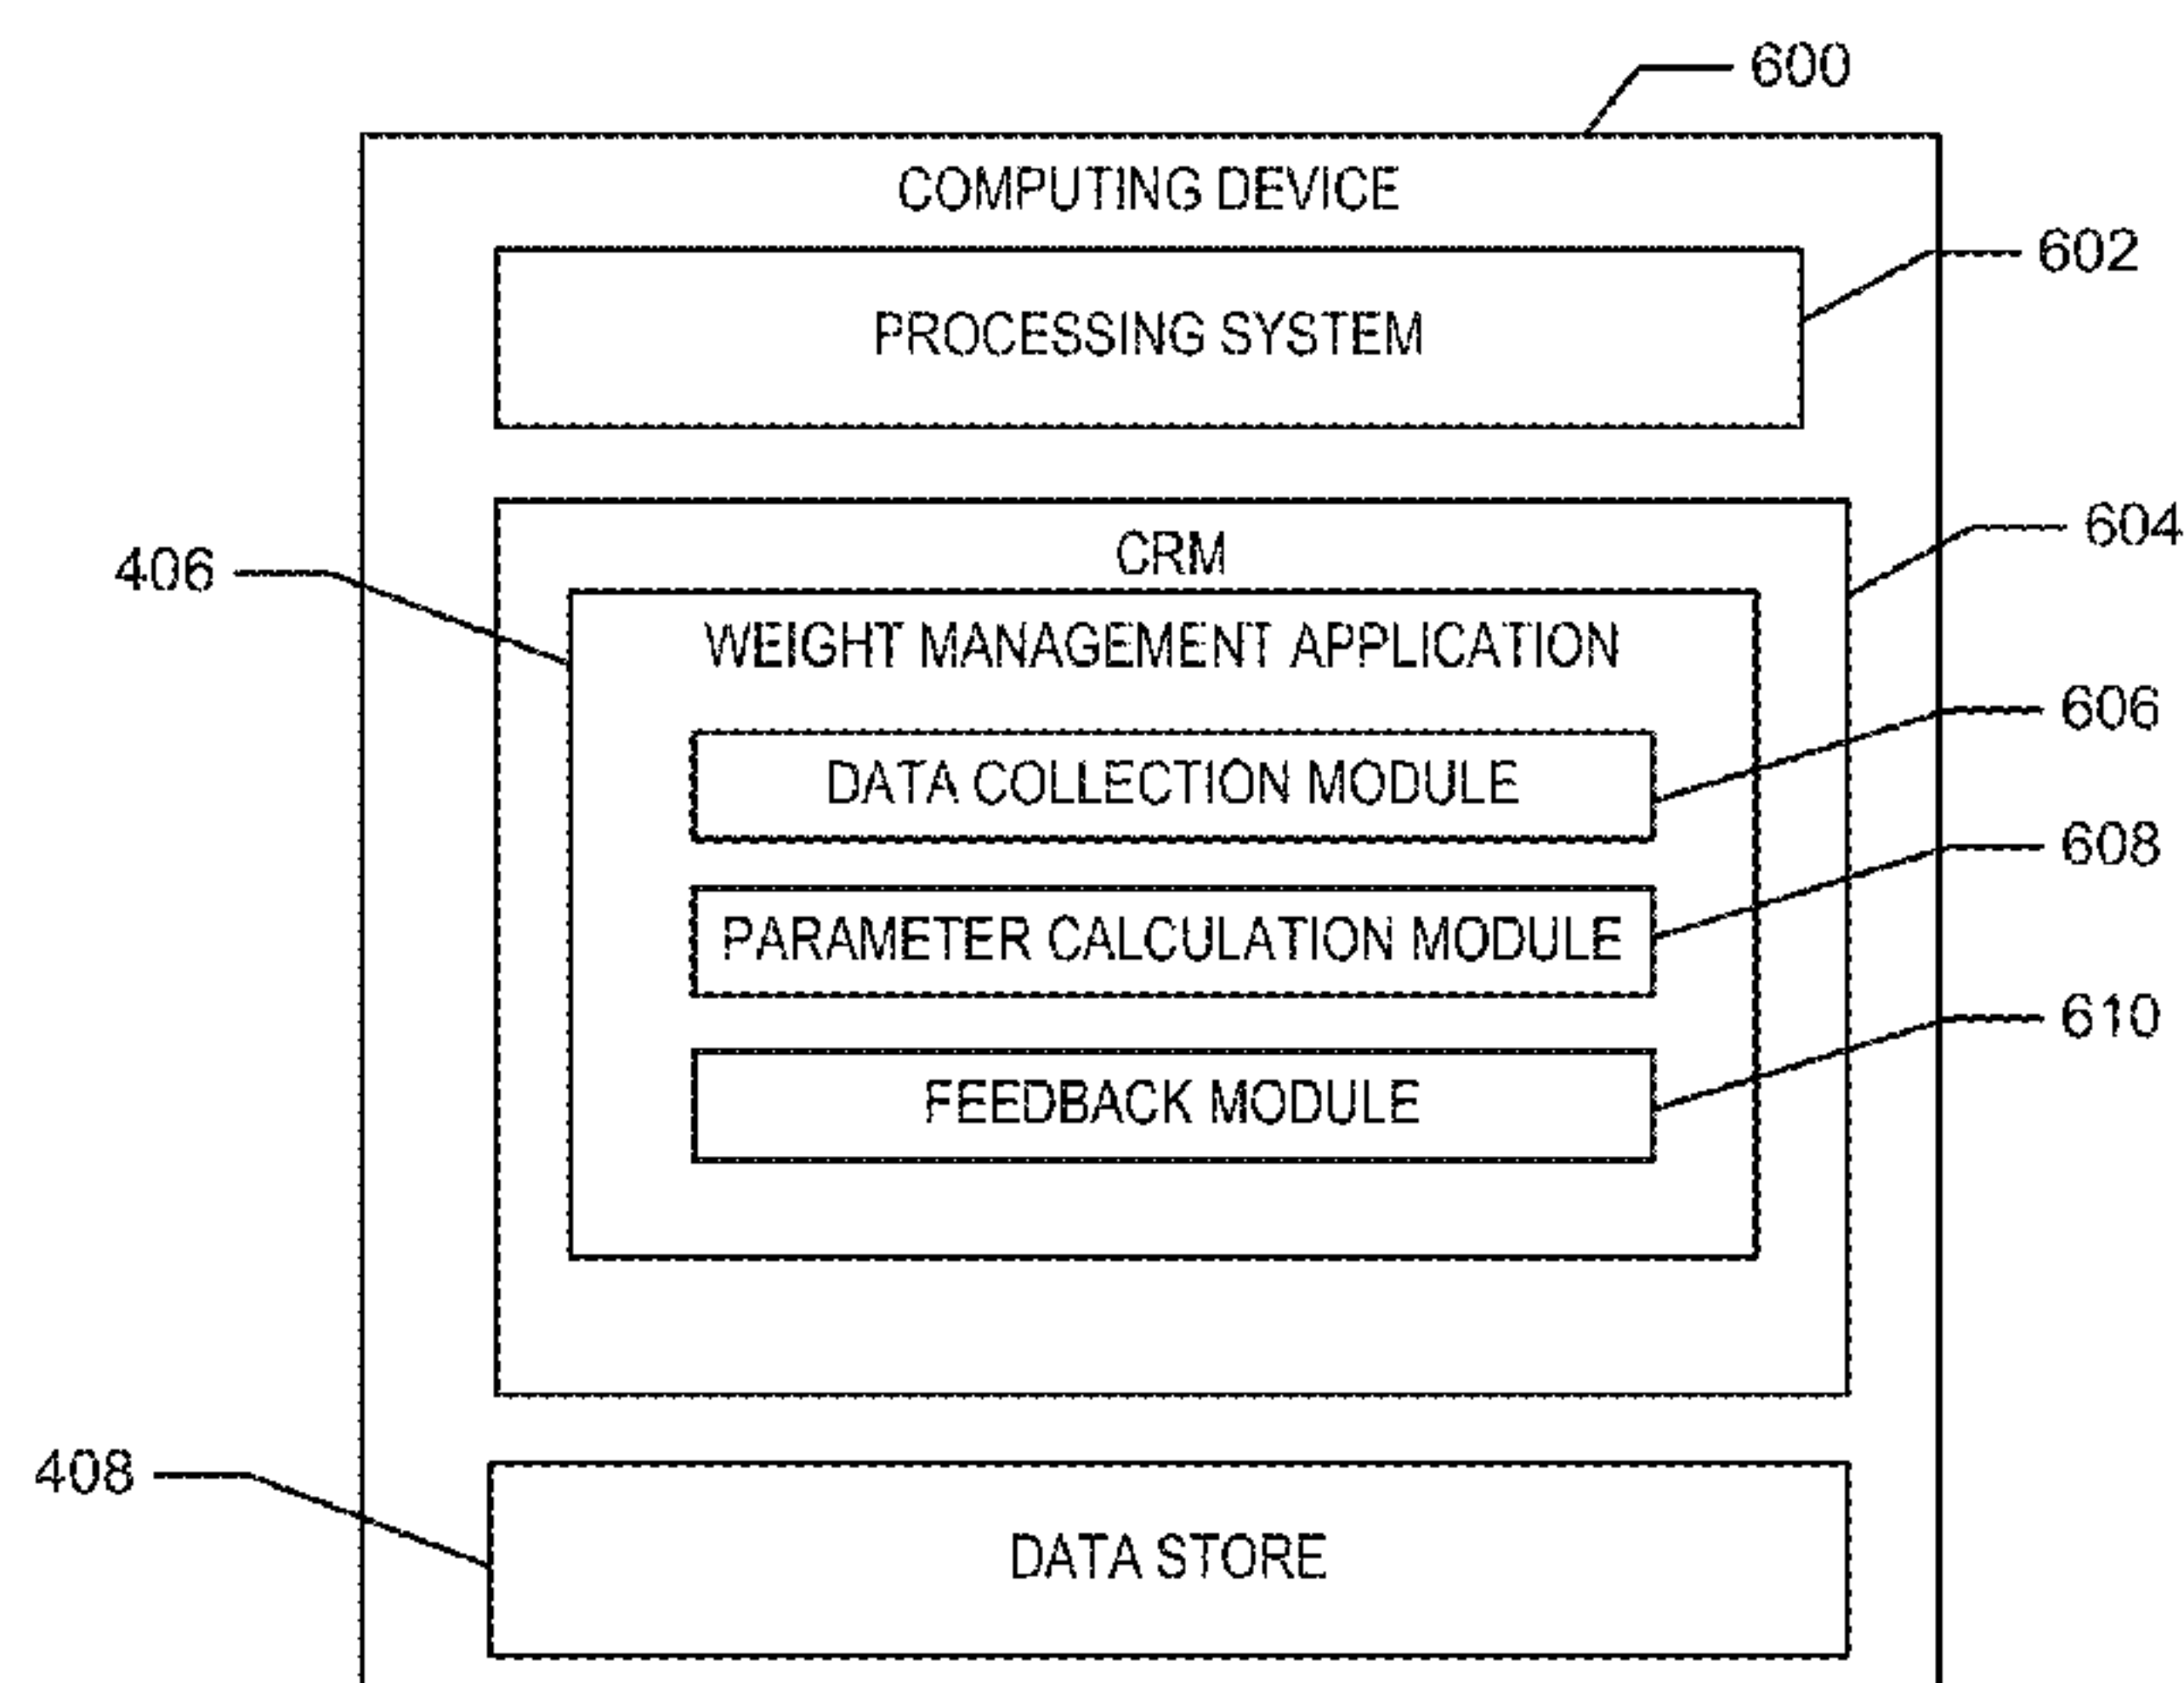 600
COMPUTING DEVICE
602
PROCESSING SYSTEM
604
CRM
406
WEIGHT MANAGEMENT APPLICATION
606
DATA COLLECTION MODULE
608
PARAMETER CALCULATION MODULE
610
FEEDBACK MODULE
408
DATA STORE